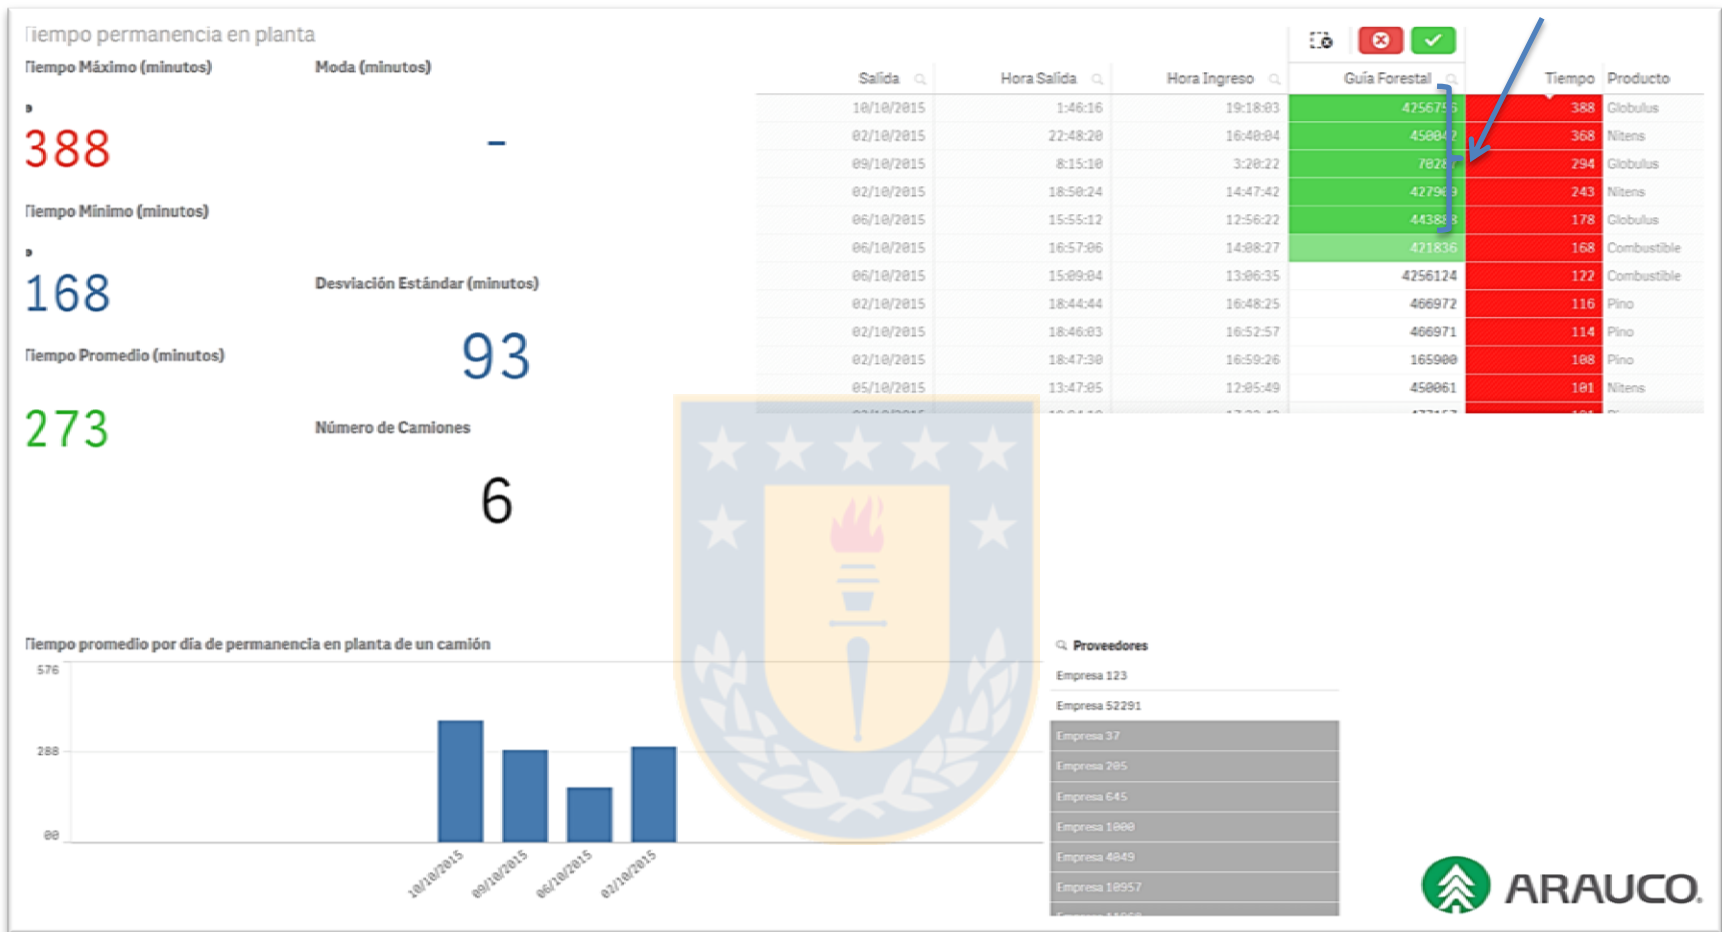 Tiempo permanencia en planta
Tiempo Máximo (minutos)
388
Moda (minutos)
-
Tiempo Mínimo (minutos)
168
Desviación Estándar (minutos)
93
Tiempo Promedio (minutos)
273
Número de Camiones
6
Salida Hora Salida Hora Ingreso Guía Forestal Tiempo Producto
10/10/2015 1:46:16 19:18:03 4256756 388 Globulus
02/10/2015 22:48:20 16:40:04 450042 368 Nitens
09/10/2015 8:15:10 3:20:22 294 Globulus
02/10/2015 18:50:24 14:47:42 243 Nitens
06/10/2015 15:55:12 12:56:22 443888 178 Globulus
06/10/2015 16:57:06 14:08:27 421836 168 Combustible
06/10/2015 15:09:04 13:06:35 4256124 122 Combustible
02/10/2015 18:44:44 16:48:25 466972 116 Pino
02/10/2015 18:46:03 16:52:57 466971 114 Pino
02/10/2015 18:47:30 16:59:26 165900 108 Pino
05/10/2015 13:47:05 12:05:49 450061 101 Nitens
Tiempo promedio por día de permanencia en planta de un camión
576
288
00
10/10/2015 09/10/2015 06/10/2015 02/10/2015
Proveedores
Empresa 123
Empresa 52291
Empresa 37
Empresa 205
Empresa 645
Empresa 1000
Empresa 4049
Empresa 10957
ARAUCO